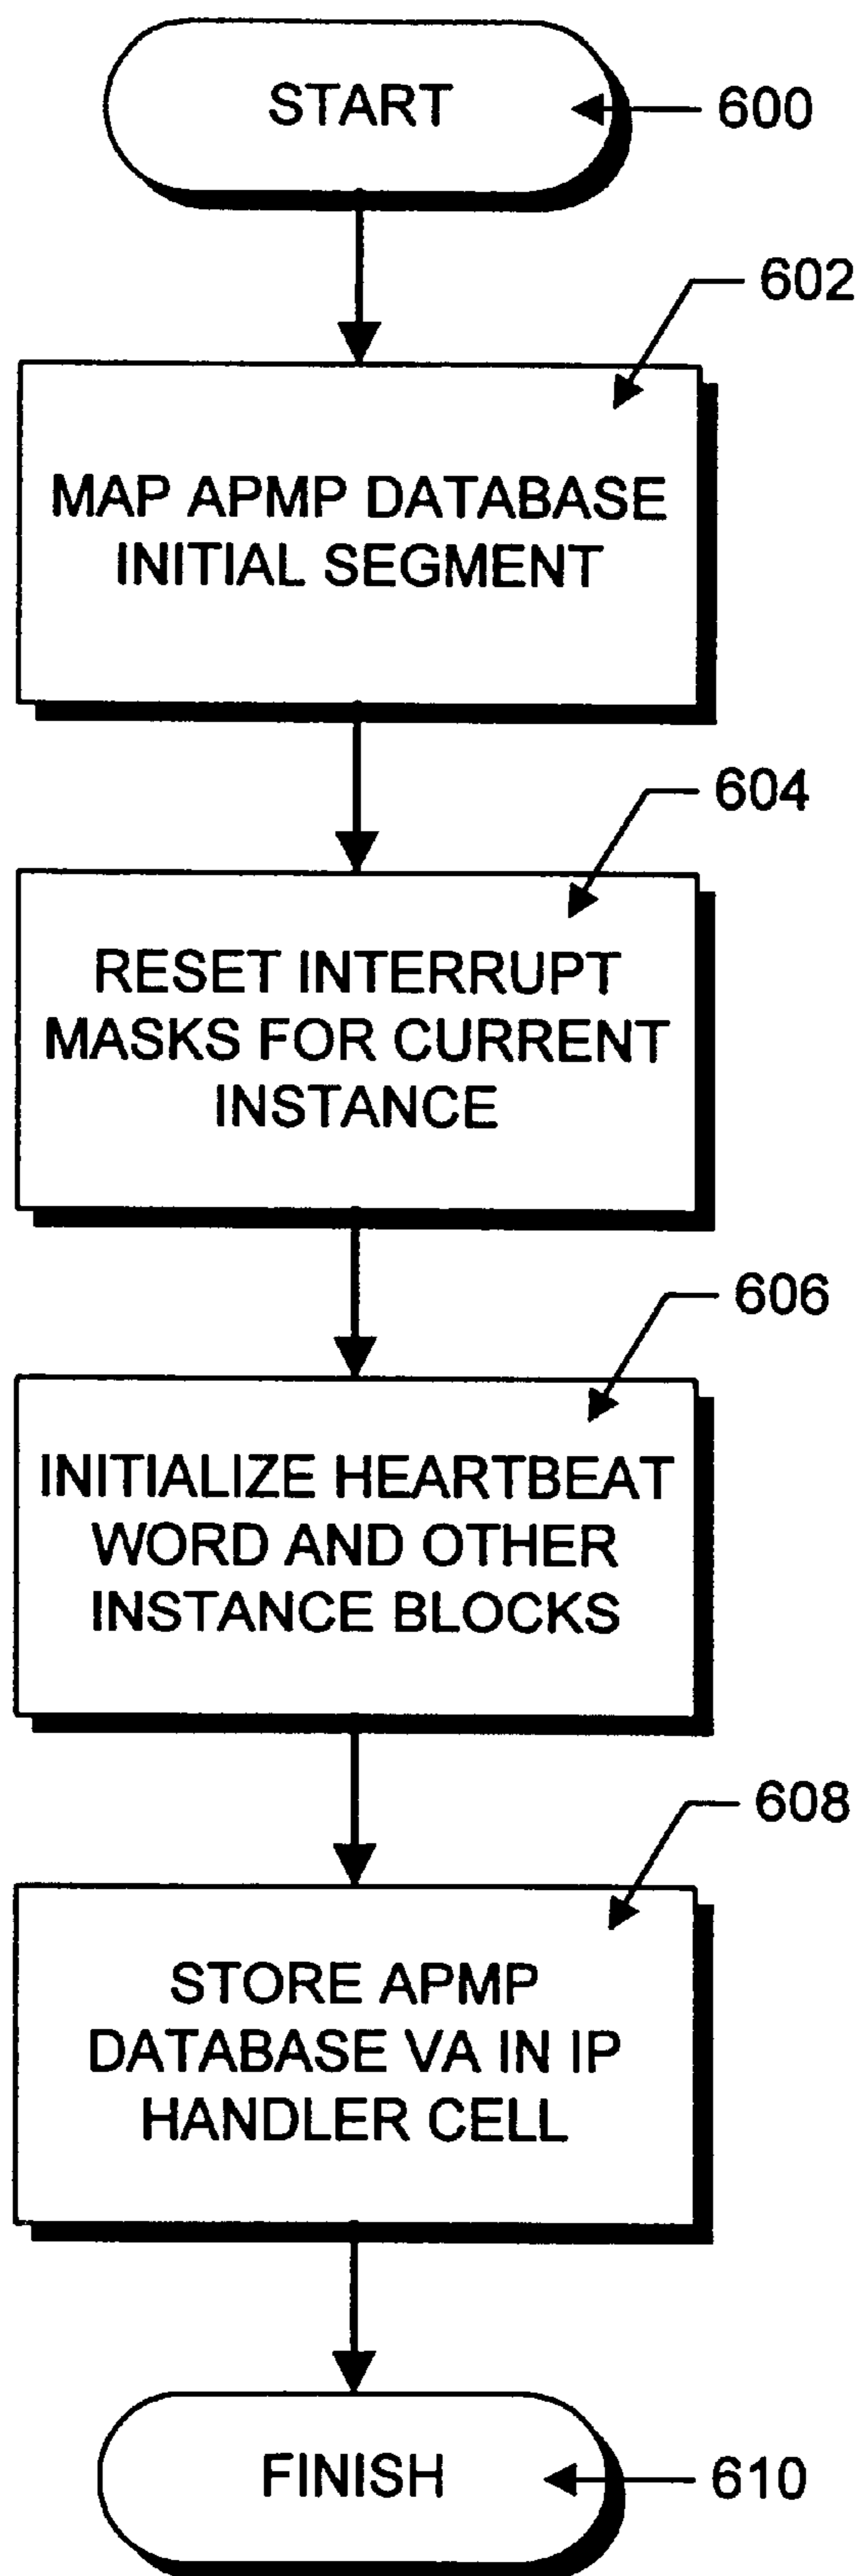 START
600
602
MAP APMP DATABASE
INITIAL SEGMENT
604
RESET INTERRUPT
MASKS FOR CURRENT
INSTANCE
606
INITIALIZE HEARTBEAT
WORD AND OTHER
INSTANCE BLOCKS
608
STORE APMP
DATABASE VA IN IP
HANDLER CELL
FINISH
610